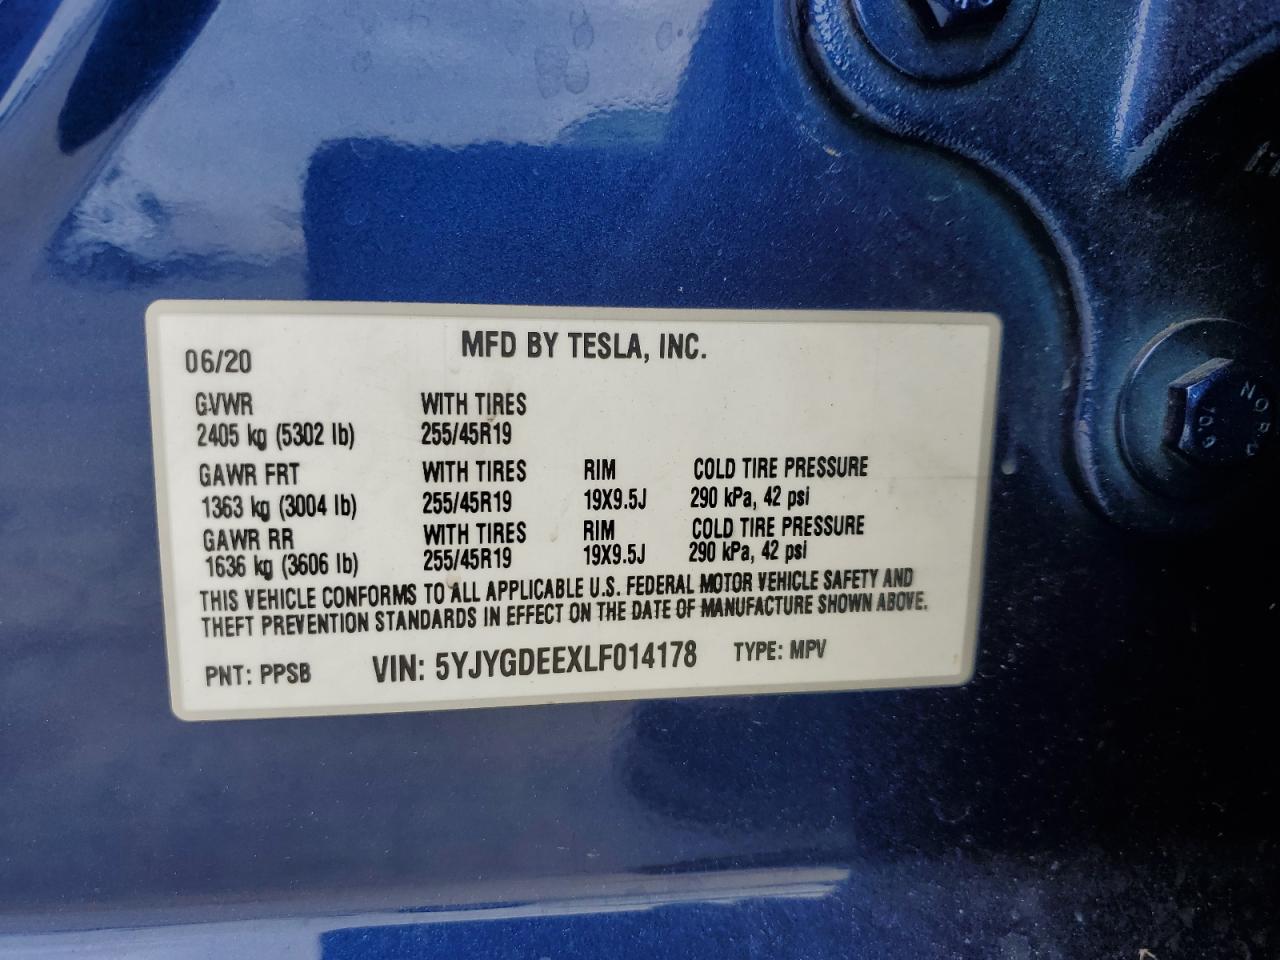 06/20 MFD BY TESLA, INC.
GVWR WITH TIRES
2405 kg (5302 lb) 255/45R19
GAWR FRT WITH TIRES RIM COLD TIRE PRESSURE
1363 kg (3004 lb) 255/45R19 19X9.5J 290 kPa, 42 psi
GAWR RR WITH TIRES RIM COLD TIRE PRESSURE
1636 kg (3606 lb) 255/45R19 19X9.5J 290 kPa, 42 psi
THIS VEHICLE CONFORMS TO ALL APPLICABLE U.S. FEDERAL MOTOR VEHICLE SAFETY AND
THEFT PREVENTION STANDARDS IN EFFECT ON THE DATE OF MANUFACTURE SHOWN ABOVE.
PNT: PPSB VIN: 5YJYGDEEXLF014178 TYPE: MPV
10.9